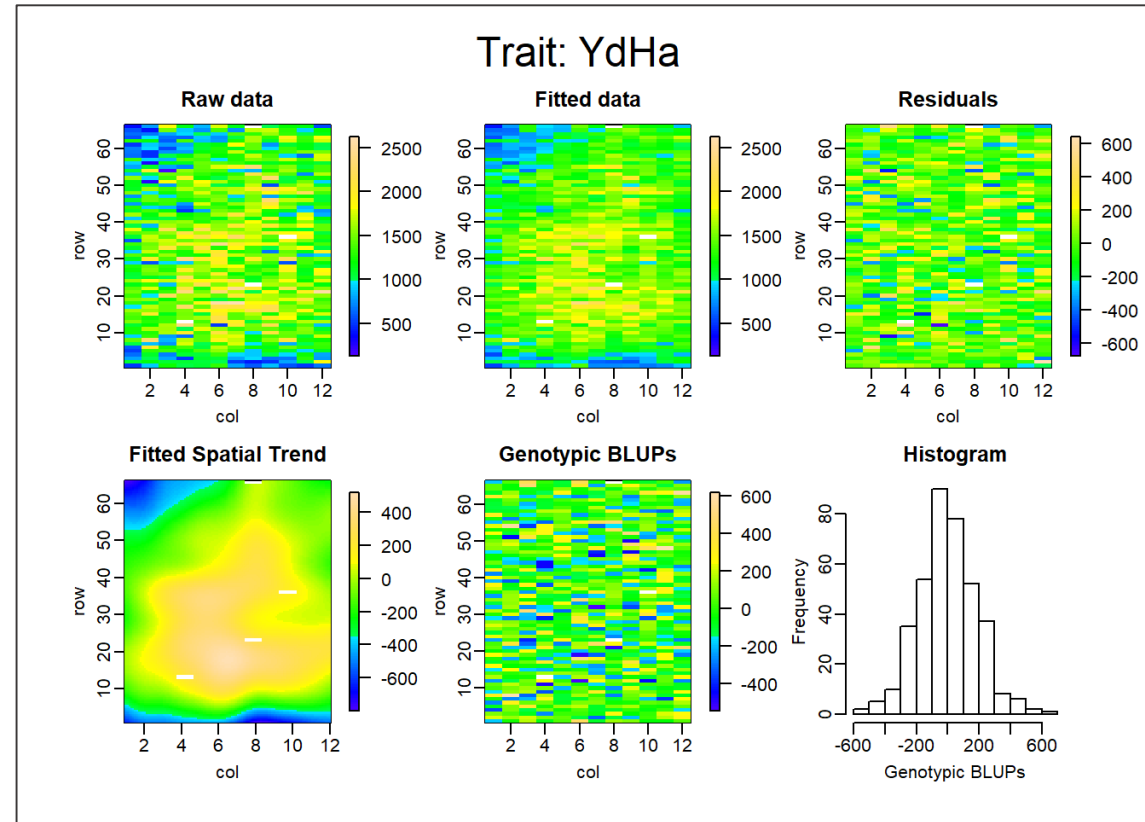 Trait: YdHa
Raw data
Fitted data
Residuals
row
10 20 30 40 50 60
2 4 6 8 10 12
col
2500
2000
1500
1000
500
row
10 20 30 40 50 60
2 4 6 8 10 12
col
2500
2000
1500
1000
500
row
10 20 30 40 50 60
2 4 6 8 10 12
col
600
400
200
0
-200
-400
-600
Fitted Spatial Trend
Genotypic BLUPs
Histogram
row
10 20 30 40 50 60
2 4 6 8 10 12
col
400
200
0
-200
-400
-600
row
10 20 30 40 50 60
2 4 6 8 10 12
col
600
400
200
0
-200
-400
Frequency
0 20 40 60 80
-600 -200 200 600
Genotypic BLUPs